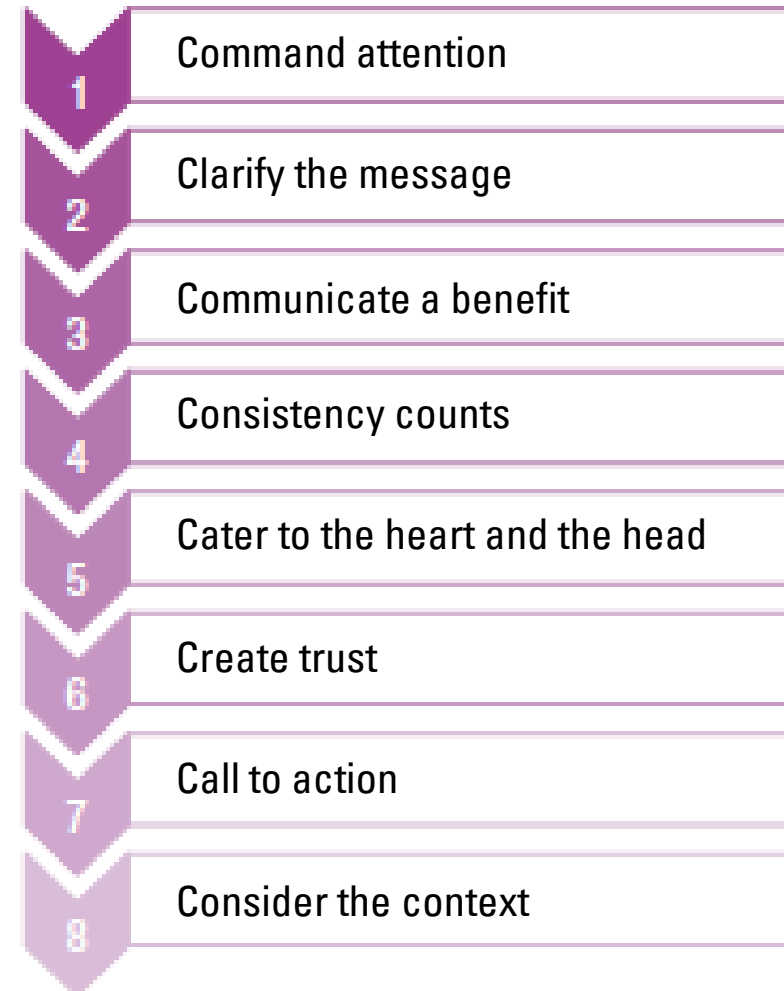 1
Command attention
2
Clarify the message
3
Communicate a benefit
4
Consistency counts
5
Cater to the heart and the head
6
Create trust
7
Call to action
8
Consider the context